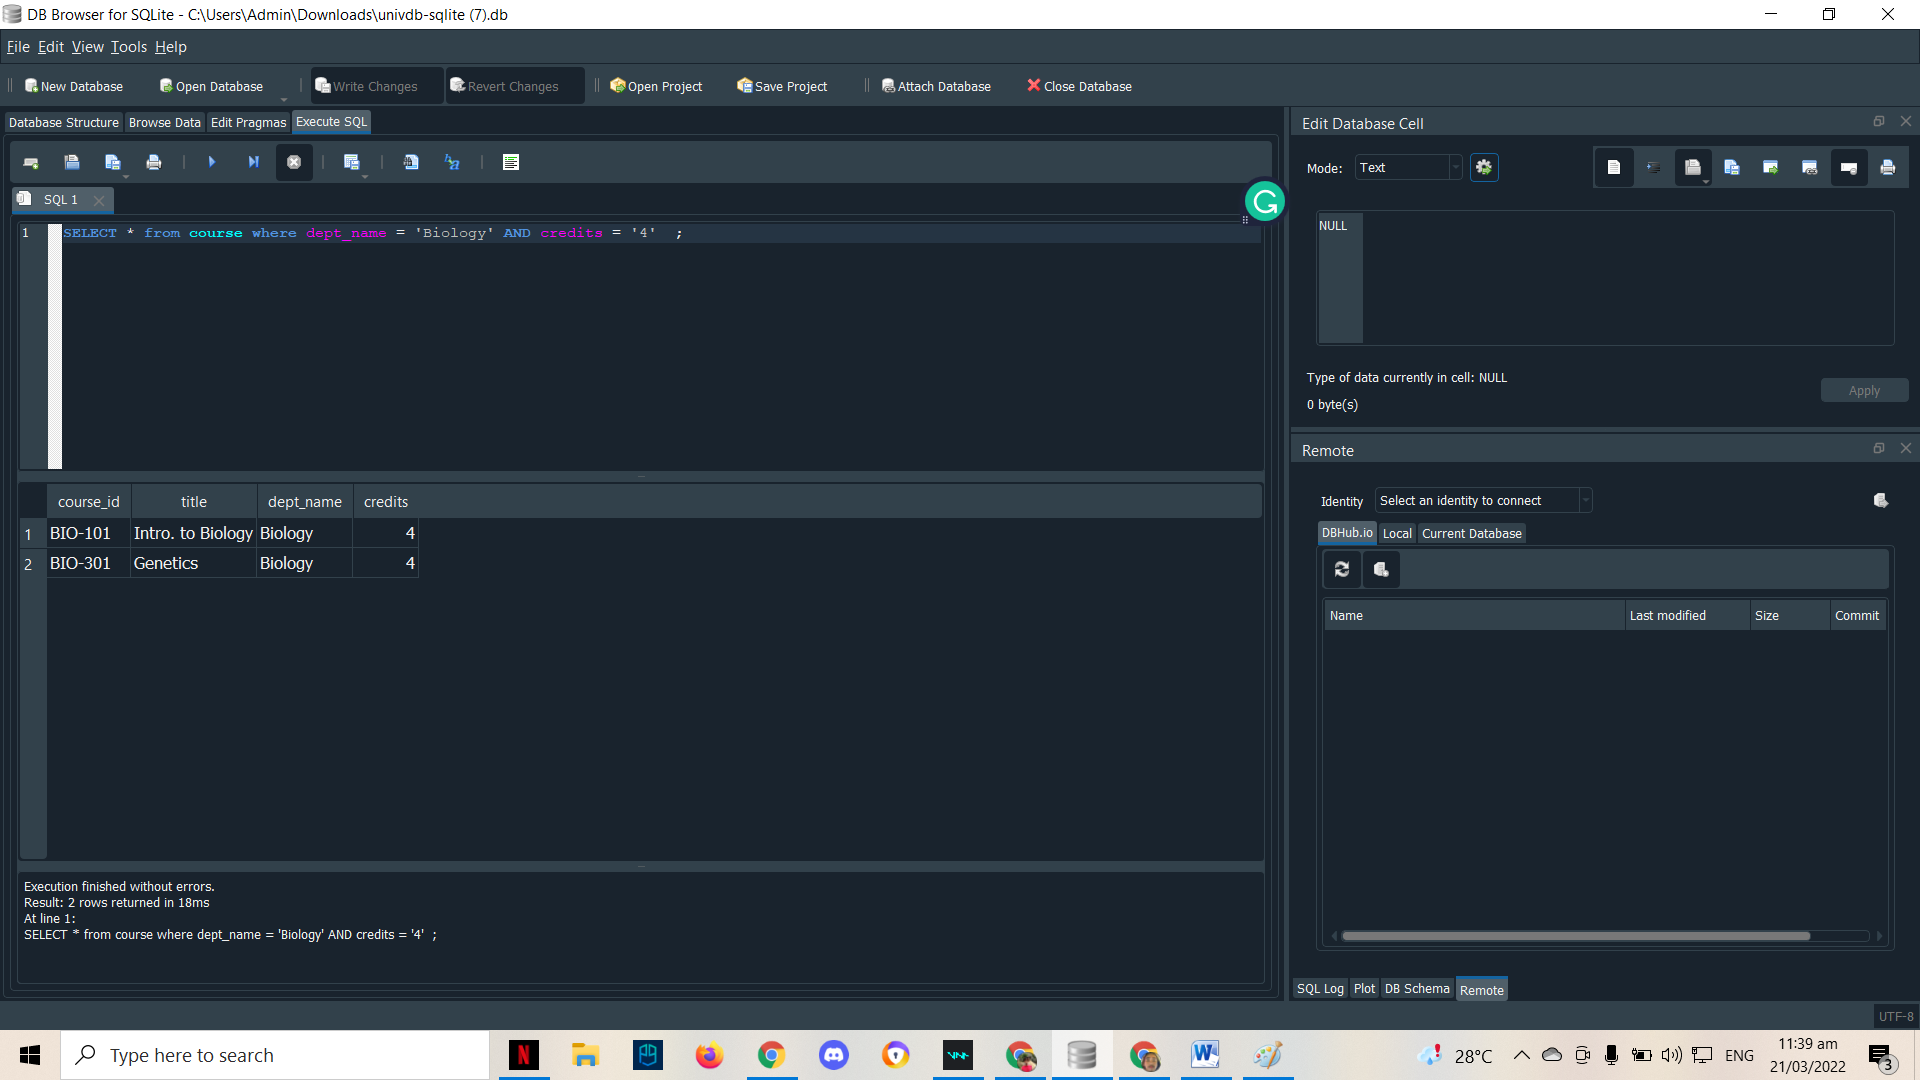 DB Browser for SQLite - C:\Users\Admin\Downloads\univdb-sqlite (7).db
File Edit View Tools Help
New Database Open Database Write Changes Revert Changes Open Project Save Project Attach Database Close Database
Database Structure Browse Data Edit Pragmas Execute SQL
SQL 1
1 SELECT * from course where dept_name = 'Biology' AND credits = '4'  ;
course_id title dept_name credits
1 BIO-101 Intro. to Biology Biology 4
2 BIO-301 Genetics Biology 4
Execution finished without errors.
Result: 2 rows returned in 18ms
At line 1:
SELECT * from course where dept_name = 'Biology' AND credits = '4'  ;
Edit Database Cell
Mode: Text
NULL
Type of data currently in cell: NULL
0 byte(s)
Apply
Remote
Identity Select an identity to connect
DBHub.io Local Current Database
Name Last modified Size Commit
SQL Log Plot DB Schema Remote
UTF-8
Type here to search
28°C ENG
11:39 am
21/03/2022
3